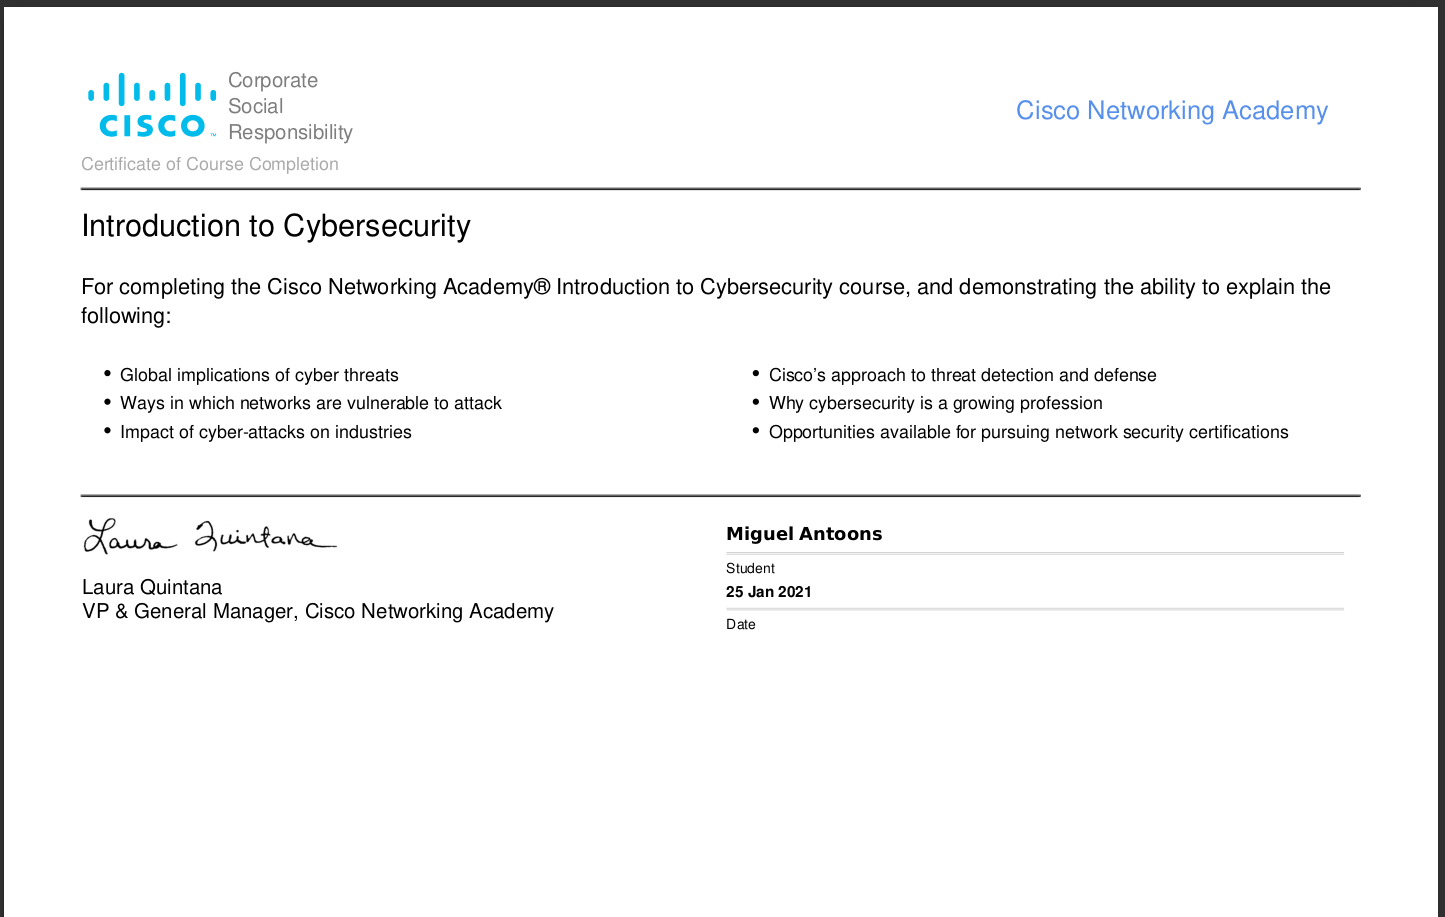 CISCO™
Corporate
Social
Responsibility
Cisco Networking Academy
Certificate of Course Completion
Introduction to Cybersecurity
For completing the Cisco Networking Academy® Introduction to Cybersecurity course, and demonstrating the ability to explain the
following:
• Global implications of cyber threats
• Ways in which networks are vulnerable to attack
• Impact of cyber-attacks on industries
• Cisco’s approach to threat detection and defense
• Why cybersecurity is a growing profession
• Opportunities available for pursuing network security certifications
Laura Quintana
Laura Quintana
VP & General Manager, Cisco Networking Academy
Miguel Antoons
Student
25 Jan 2021
Date